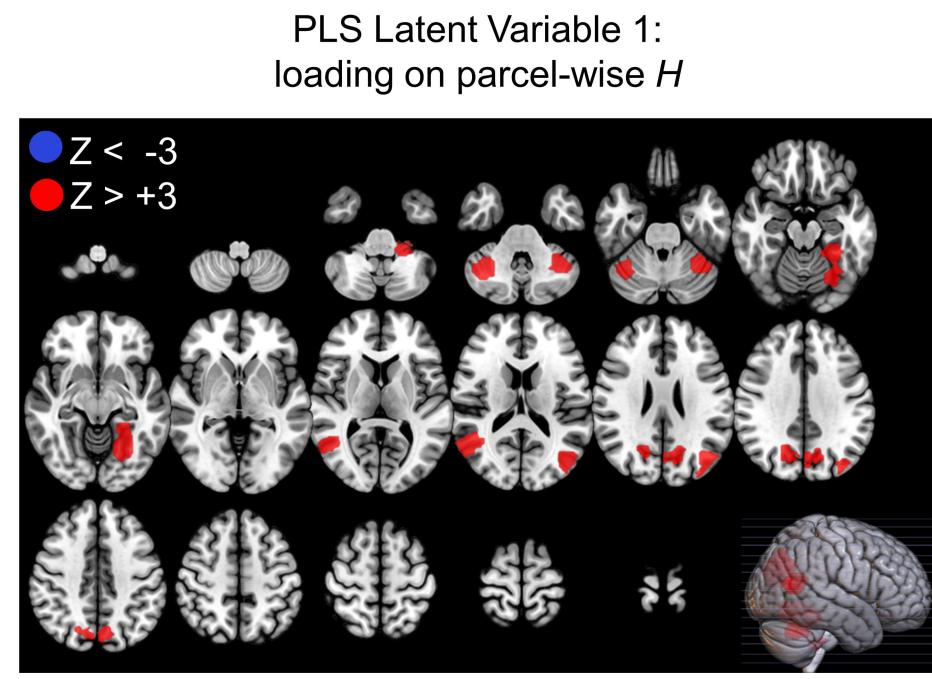 PLS Latent Variable 1:
loading on parcel-wise H
Z < -3
Z > +3